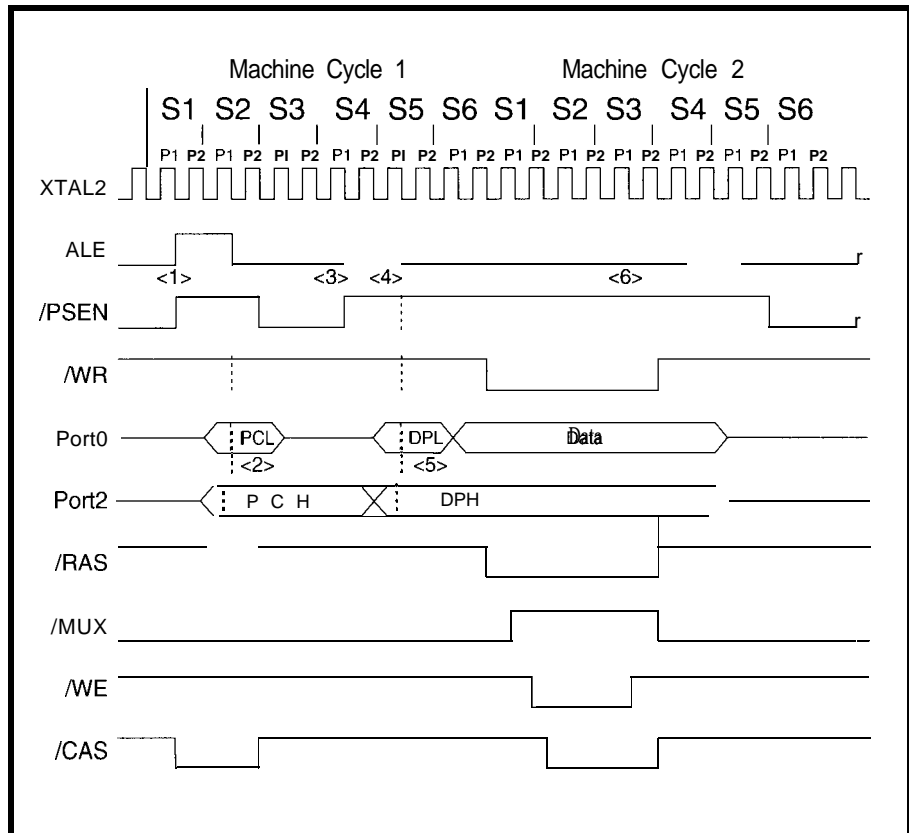 Machine Cycle 1 Machine Cycle 2
S1 S2 S3 S4 S5 S6 S1 S2 S3 S4 S5 S6
P1 P2 P1 P2 PI P2 P1 P2 PI P2 P1 P2 P1 P2 P1 P2 P1 P2 P1 P2 P1 P2 P1 P2
XTAL2
ALE
<1> <3> <4> <6>
/PSEN
/WR
Port0 PCL DPL Data
<2> <5>
Port2 P C H DPH
/RAS
/MUX
/WE
/CAS